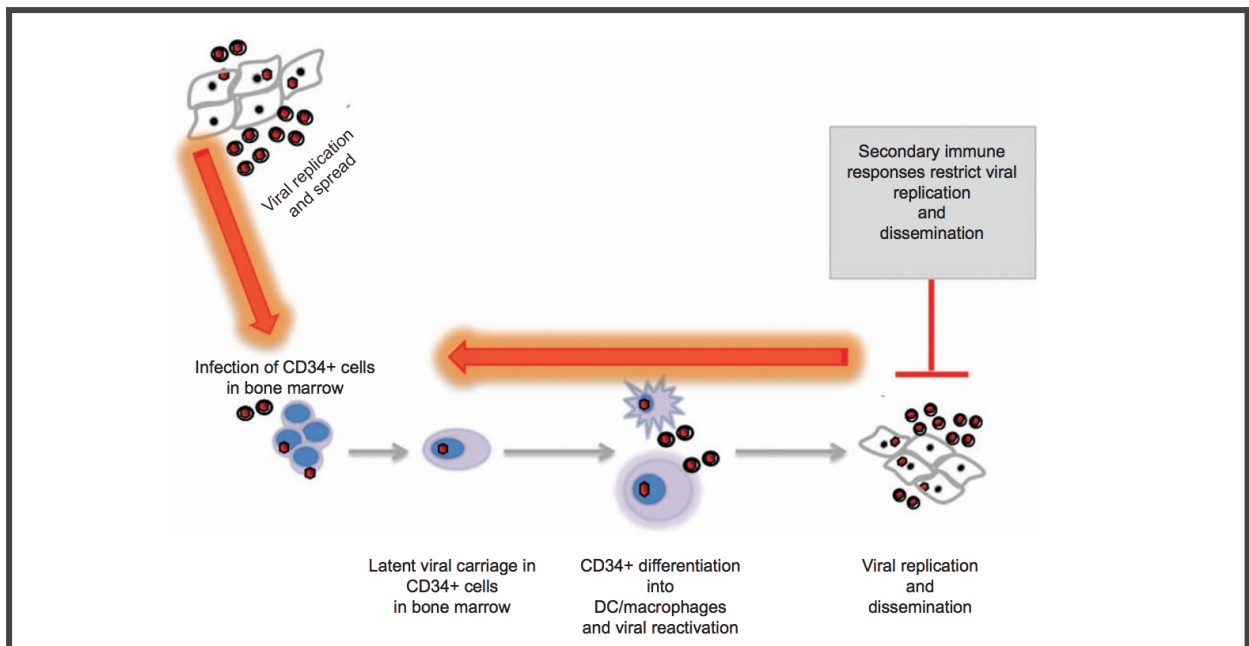 Viral replication
and spread
Secondary immune
responses restrict viral
replication
and
dissemination
Infection of CD34+ cells
in bone marrow
Latent viral carriage in
CD34+ cells
in bone marrow
CD34+ differentiation
into
DC/macrophages
and viral reactivation
Viral replication
and
dissemination